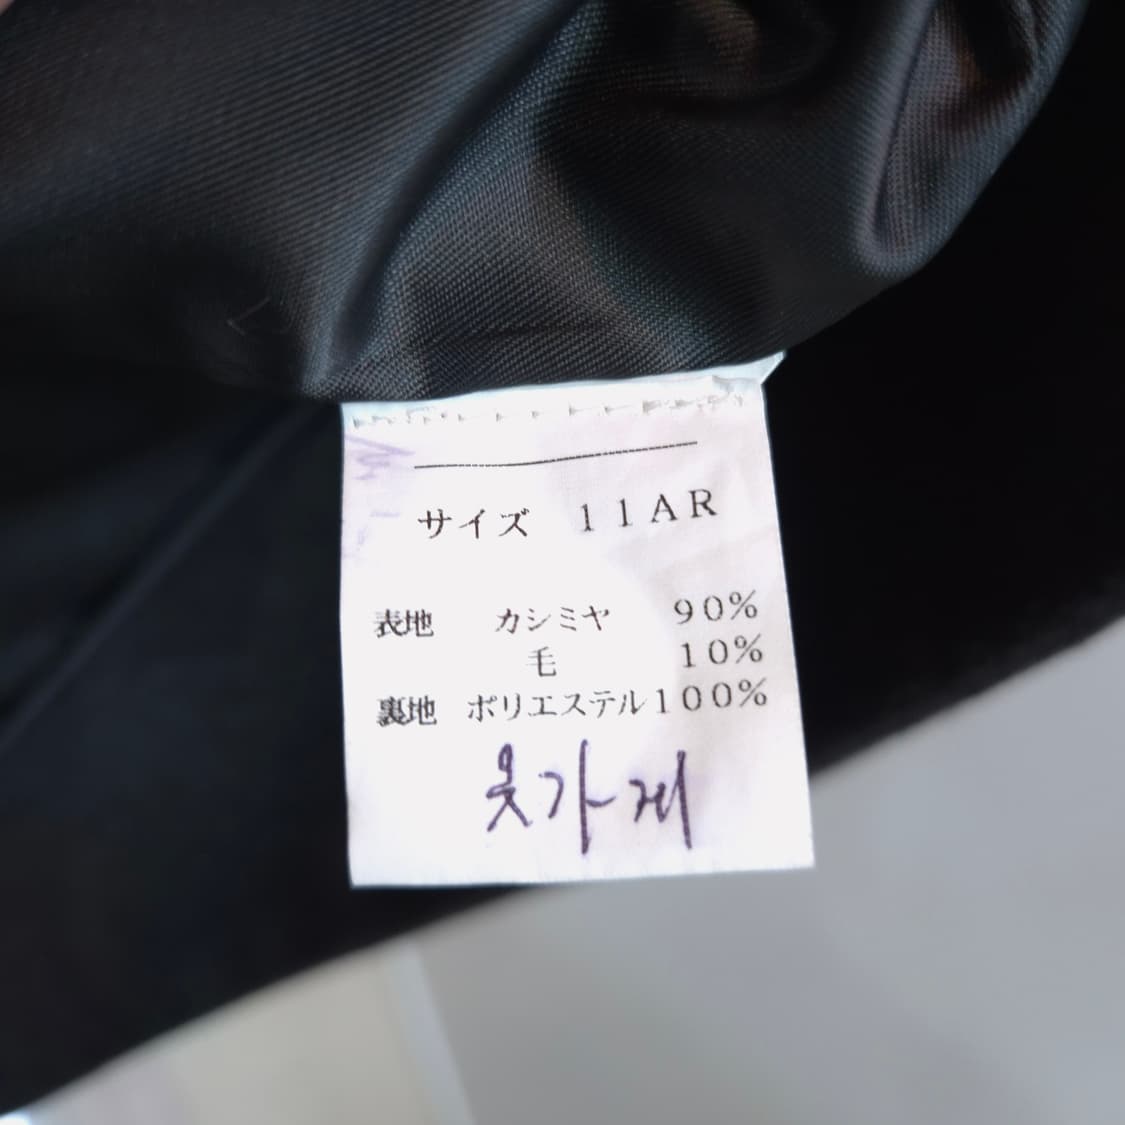 サイズ 11AR
表地 カシミヤ 90%
毛 10%
裏地 ポリエステル100%
옷가게